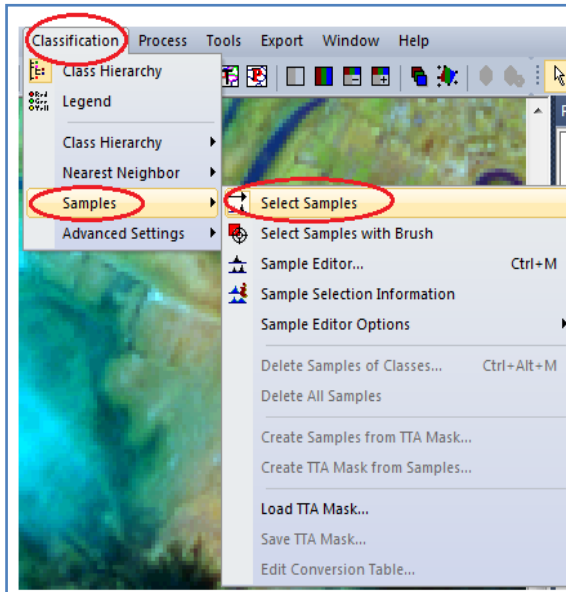 Classification Process Tools Export Window Help
Class Hierarchy
Legend
Class Hierarchy
Nearest Neighbor
Samples
Advanced Settings
Select Samples
Select Samples with Brush
Sample Editor... Ctrl+M
Sample Selection Information
Sample Editor Options
Delete Samples of Classes... Ctrl+Alt+M
Delete All Samples
Create Samples from TTA Mask...
Create TTA Mask from Samples...
Load TTA Mask...
Save TTA Mask...
Edit Conversion Table...